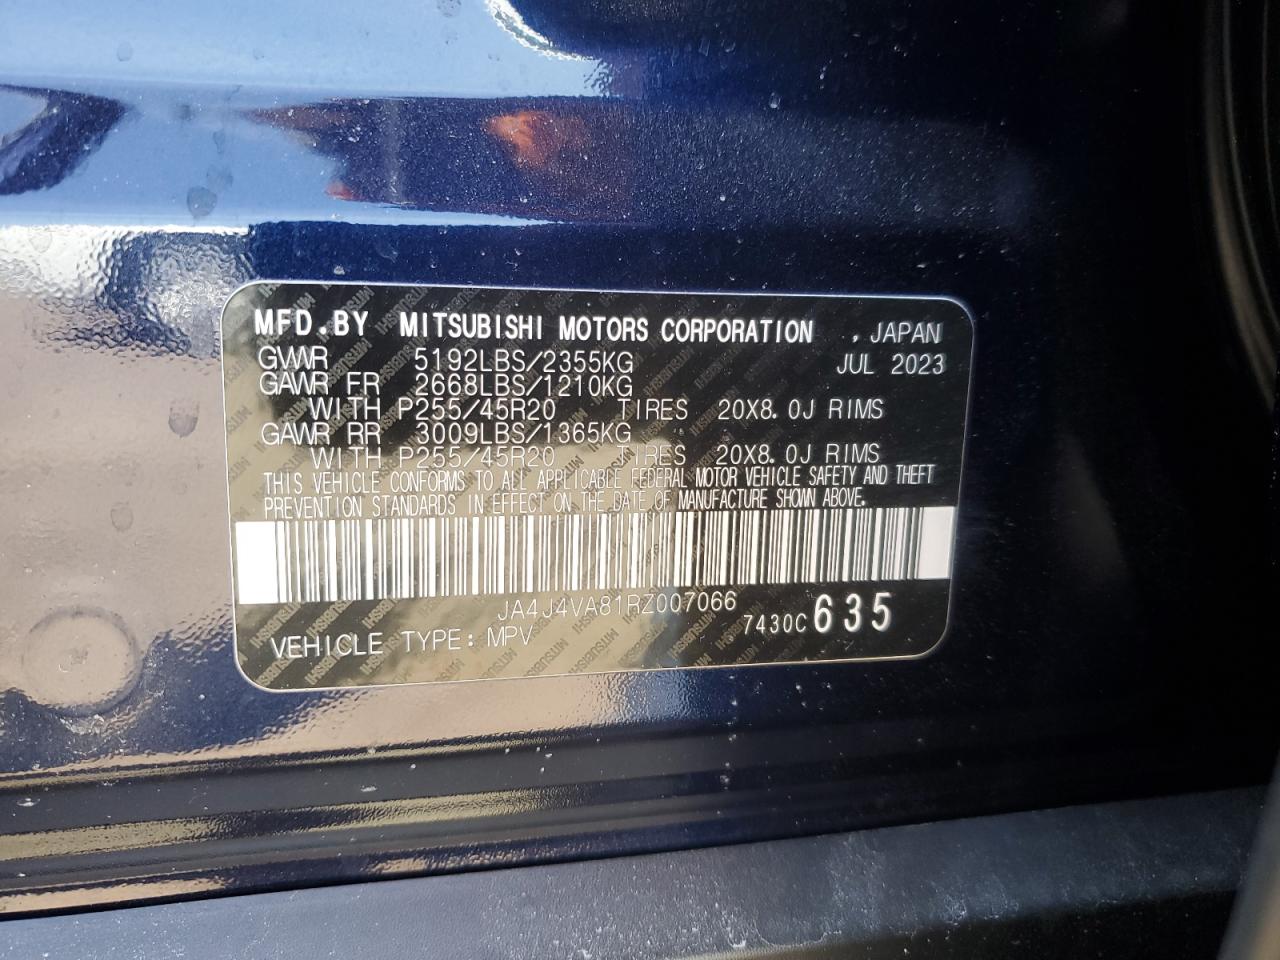 MFD.BY MITSUBISHI MOTORS CORPORATION , JAPAN
GVWR 5192LBS/2355KG JUL 2023
GAWR FR 2668LBS/1210KG
WITH P255/45R20 TIRES 20X8.0J RIMS
GAWR RR 3009LBS/1365KG
WITH P255/45R20 TIRES 20X8.0J RIMS
THIS VEHICLE CONFORMS TO ALL APPLICABLE FEDERAL MOTOR VEHICLE SAFETY AND THEFT
PREVENTION STANDARDS IN EFFECT ON THE DATE OF MANUFACTURE SHOWN ABOVE.
JA4J4VA81RZ007066
VEHICLE TYPE: MPV 7430C 635